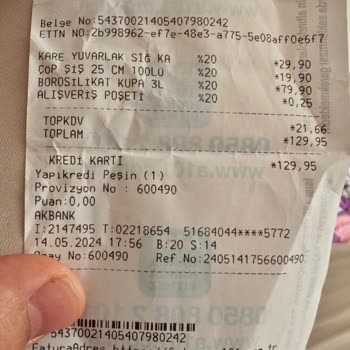 Belge No:54370021405407980242
ETTN NO:2b998962-ef7e-48e3-a775-5e08aff0e6f7
KARE YUVARLAK SIĞ KA %20 *29,90
ÇÖP ŞİŞ 25 CM 100LÜ %20 *19,90
BOROSİLİKAT KUPA 3L %20 *79,90
ALIŞVERİŞ POŞETİ %20 *0,25
TOPKDV *21,66
TOPLAM *129,95
KREDİ KARTI *129,95
Yapikredi Peşin (1)
Provizyon No : 600490
Puan:0,00
AKBANK
I:2147495 T:02218654 51684044****5772
14.05.2024 17:56 B:20 S:14
Onay No:600490 Ref.No:2405141756600490
54370021405407980242